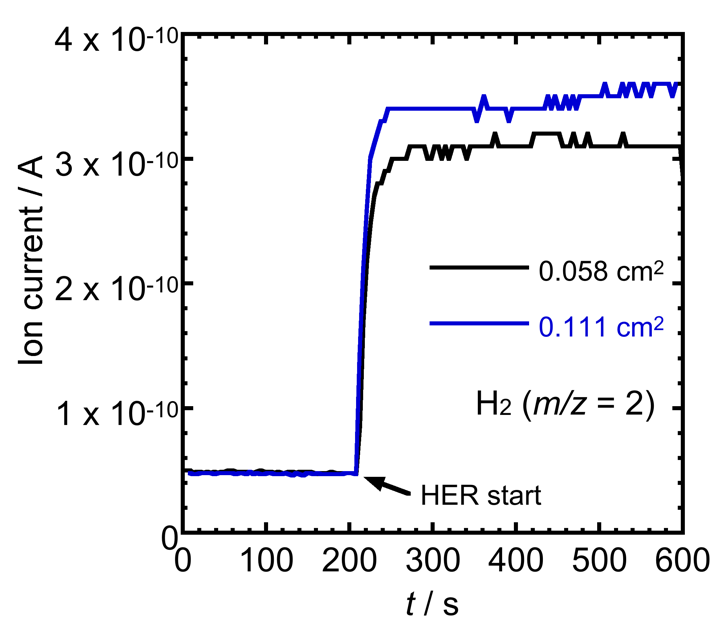 4 x 10-10
3 x 10-10
2 x 10-10
1 x 10-10
0
Ion current / A
0.058 cm2
0.111 cm2
H2 (m/z = 2)
HER start
0 100 200 300 400 500 600
t / s